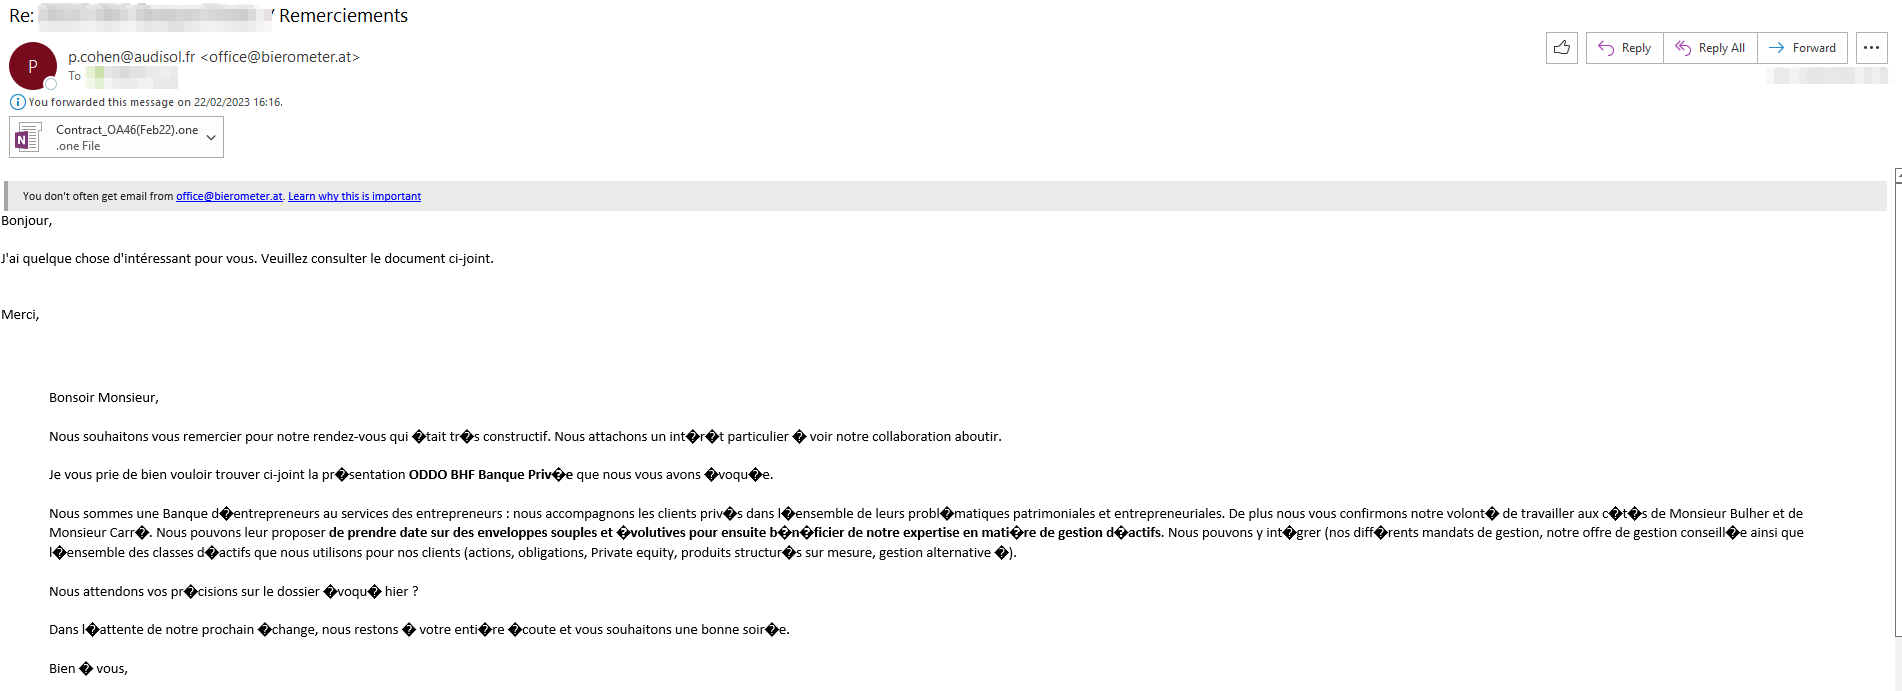 Re: / Remerciements
P
p.cohen@audisol.fr <office@bierometer.at>
To
Reply
Reply All
Forward
You forwarded this message on 22/02/2023 16:16.
Contract_OA46(Feb22).one
.one File
You don't often get email from office@bierometer.at. Learn why this is important
Bonjour,
J'ai quelque chose d'intéressant pour vous. Veuillez consulter le document ci-joint.
Merci,
Bonsoir Monsieur,
Nous souhaitons vous remercier pour notre rendez-vous qui �tait tr�s constructif. Nous attachons un int�r�t particulier � voir notre collaboration aboutir.
Je vous prie de bien vouloir trouver ci-joint la pr�sentation ODDO BHF Banque Priv�e que nous vous avons �voqu�e.
Nous sommes une Banque d�entrepreneurs au services des entrepreneurs : nous accompagnons les clients priv�s dans l�ensemble de leurs probl�matiques patrimoniales et entrepreneuriales. De plus nous vous confirmons notre volont� de travailler aux c�t�s de Monsieur Bulher et de
Monsieur Carr�. Nous pouvons leur proposer de prendre date sur des enveloppes souples et �volutives pour ensuite b�n�ficier de notre expertise en mati�re de gestion d�actifs. Nous pouvons y int�grer (nos diff�rents mandats de gestion, notre offre de gestion conseill�e ainsi que
l�ensemble des classes d�actifs que nous utilisons pour nos clients (actions, obligations, Private equity, produits structur�s sur mesure, gestion alternative �).
Nous attendons vos pr�cisions sur le dossier �voqu� hier ?
Dans l�attente de notre prochain �change, nous restons � votre enti�re �coute et vous souhaitons une bonne soir�e.
Bien � vous,